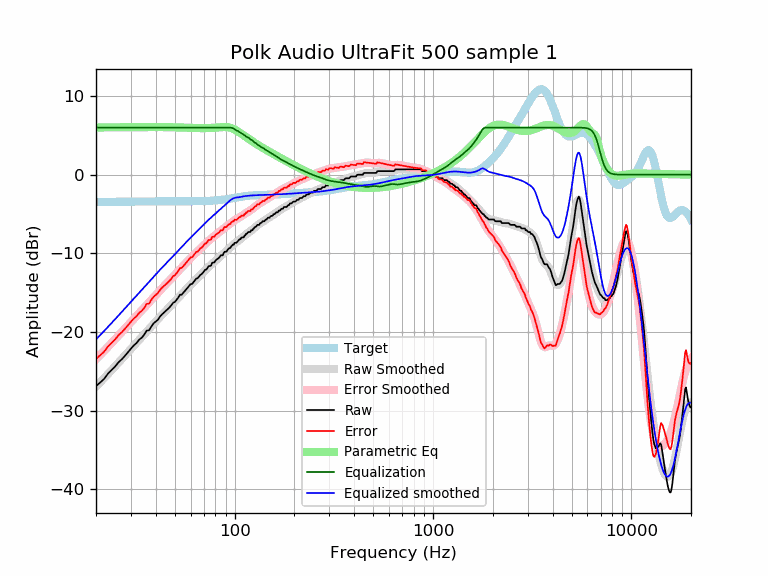 Polk Audio UltraFit 500 sample 1
Amplitude (dBr)
10
0
−10
−20
−30
−40
Target
Raw Smoothed
Error Smoothed
Raw
Error
Parametric Eq
Equalization
Equalized smoothed
100
1000
10000
Frequency (Hz)